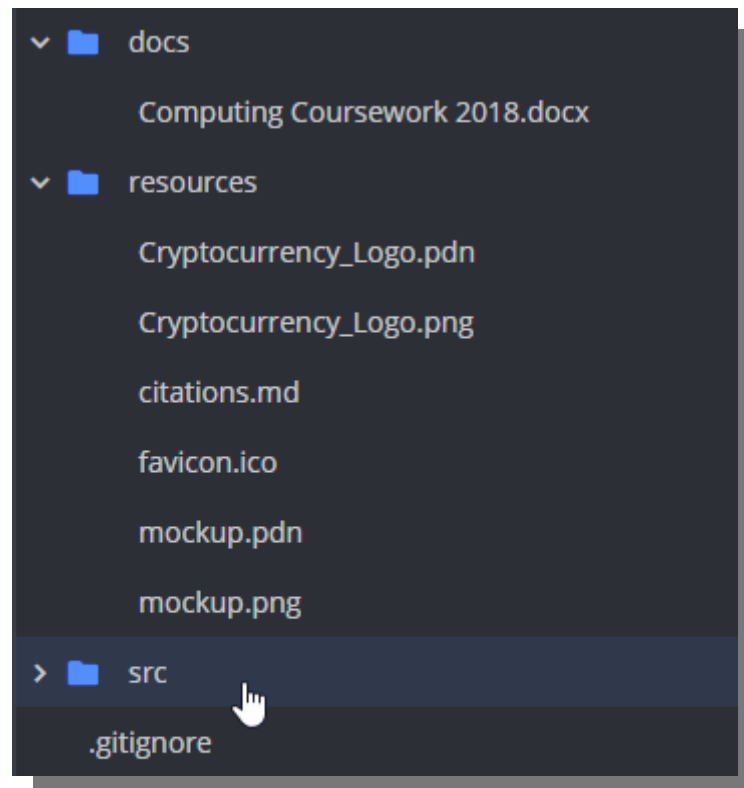 docs
Computing Coursework 2018.docx
resources
Cryptocurrency_Logo.pdn
Cryptocurrency_Logo.png
citations.md
favicon.ico
mockup.pdn
mockup.png
src
.gitignore